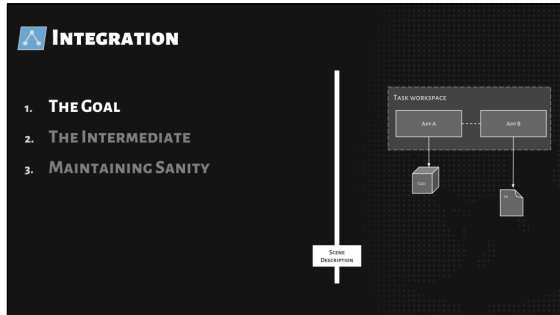 Integration
1. The Goal
2. The Intermediate
3. Maintaining Sanity
Task workspace
App A
App B
Scene
Description